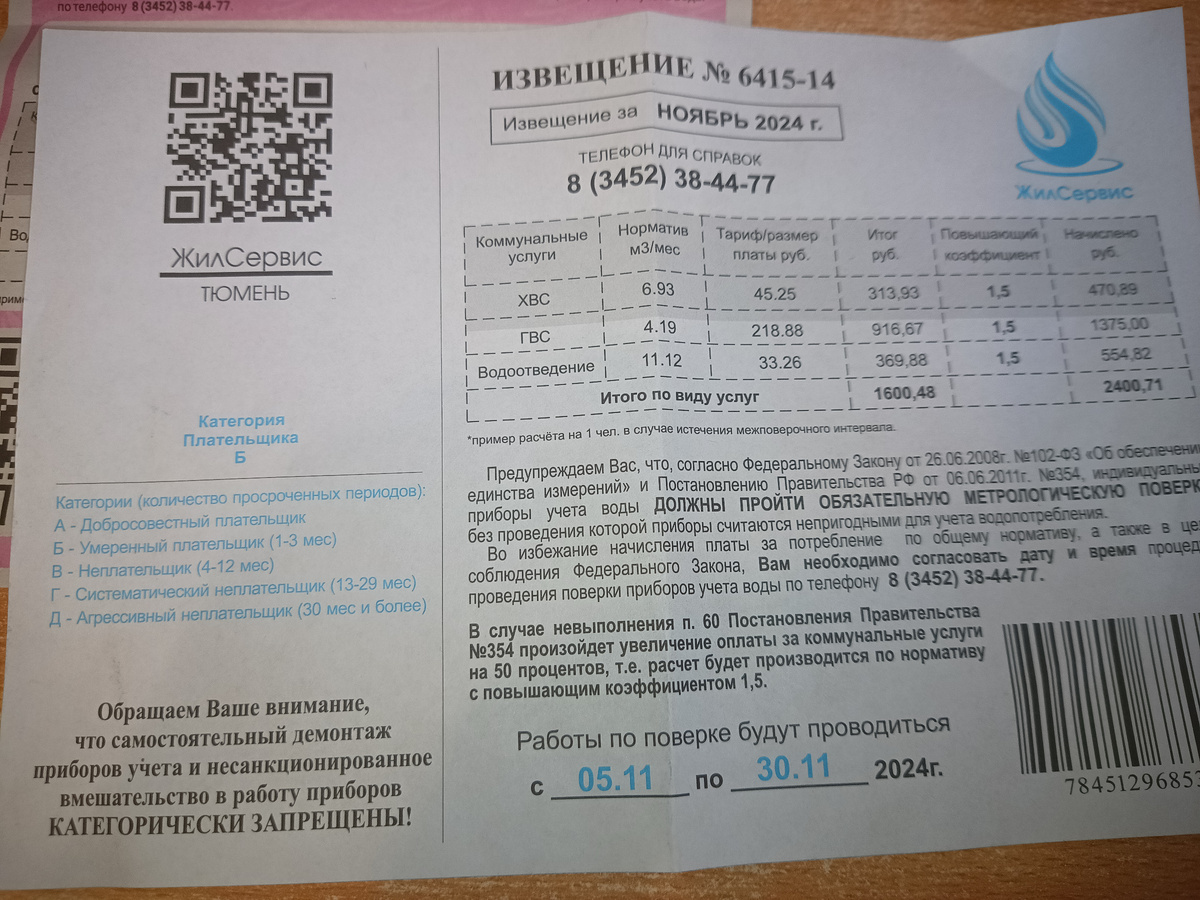 по телефону 8 (3452) 38-44-77.
ЖилСервис
ТЮМЕНЬ
Категория
Плательщика
Б
Категории (количество просроченных периодов):
А - Добросовестный плательщик
Б - Умеренный плательщик (1-3 мес)
В - Неплательщик (4-12 мес)
Г - Систематический неплательщик (13-29 мес)
Д - Агрессивный неплательщик (30 мес и более)
Обращаем Ваше внимание,
что самостоятельный демонтаж
приборов учета и несанкционированное
вмешательство в работу приборов
КАТЕГОРИЧЕСКИ ЗАПРЕЩЕНЫ!
ИЗВЕЩЕНИЕ № 6415-14
Извещение за НОЯБРЬ 2024 г.
ТЕЛЕФОН ДЛЯ СПРАВОК
8 (3452) 38-44-77
ЖилСервис
Коммунальные услуги Норматив м3/мес Тариф/размер платы руб. Итог руб. Повышающий коэффициент Начислено руб.
ХВС 6.93 45.25 313,93 1,5 470,89
ГВС 4.19 218.88 916,67 1,5 1375,00
Водоотведение 11.12 33.26 369,88 1,5 554,82
Итого по виду услуг 1600,48 2400,71
*пример расчёта на 1 чел. в случае истечения межповерочного интервала.
Предупреждаем Вас, что, согласно Федеральному Закону от 26.06.2008г. №102-ФЗ «Об обеспечении
единства измерений» и Постановлению Правительства РФ от 06.06.2011г. №354, индивидуальны
приборы учета воды ДОЛЖНЫ ПРОЙТИ ОБЯЗАТЕЛЬНУЮ МЕТРОЛОГИЧЕСКУЮ ПОВЕРК
без проведения которой приборы считаются непригодными для учета водопотребления.
Во избежание начисления платы за потребление по общему нормативу, а также в це
соблюдения Федерального Закона, Вам необходимо согласовать дату и время процед
проведения поверки приборов учета воды по телефону 8 (3452) 38-44-77.
В случае невыполнения п. 60 Постановления Правительства
№354 произойдет увеличение оплаты за коммунальные услуги
на 50 процентов, т.е. расчет будет производится по нормативу
с повышающим коэффициентом 1,5.
Работы по поверке будут проводиться
с 05.11 по 30.11 2024г.
7845129685